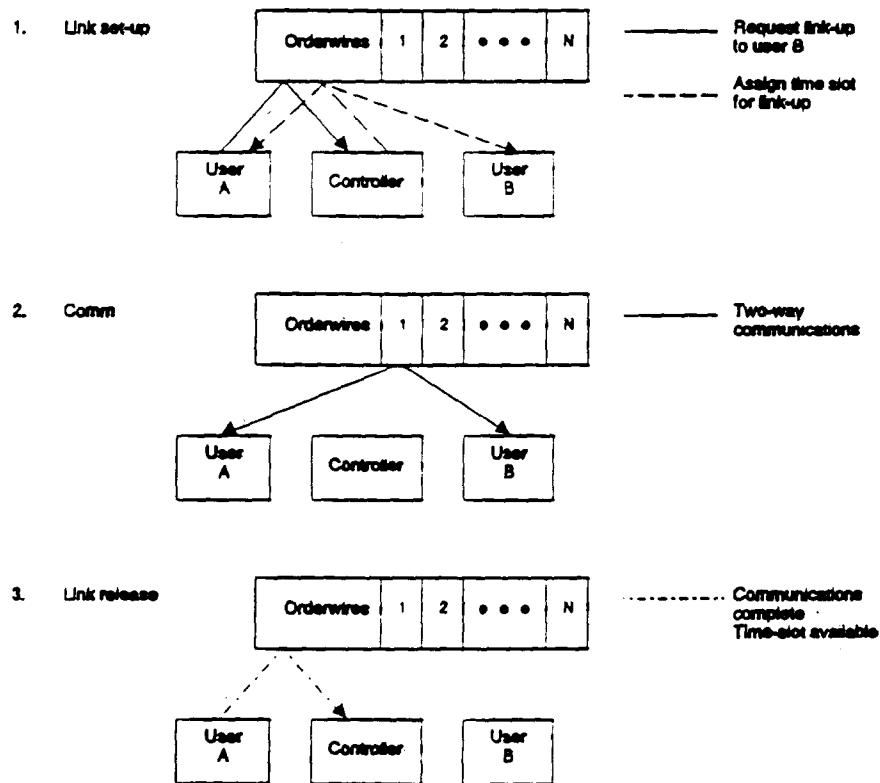 1. Link set-up
Orderwires 1 2 • • • N
Request link-up
to user B
Assign time slot
for link-up
User
A
Controller
User
B
2. Comm
Orderwires 1 2 • • • N
Two-way
communications
User
A
Controller
User
B
3. Link release
Orderwires 1 2 • • • N
Communications
complete
Time-slot available
User
A
Controller
User
B